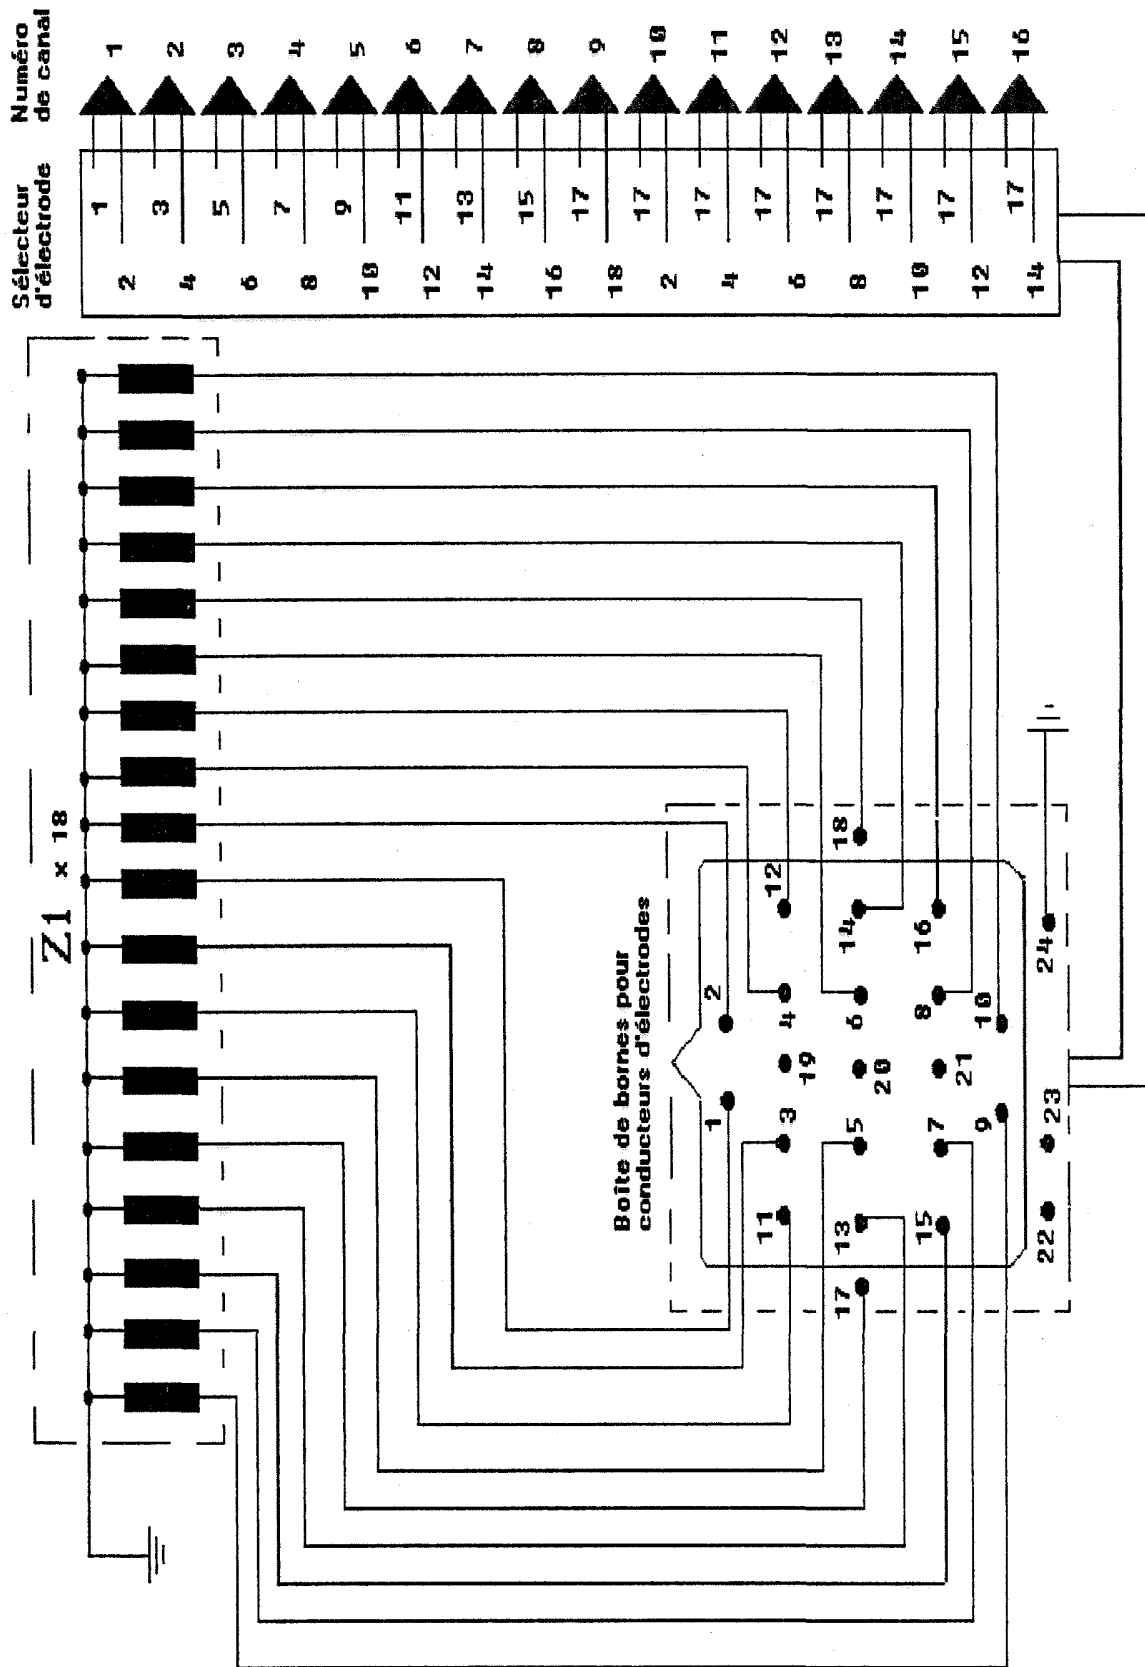 Numéro
de canal
1 2 3 4 5 6 7 8 9 10 11 12 13 14 15 16
Sélecteur
d'électrode
1 3 5 7 9 11 13 15 17 17 17 17 17 17 17 17
2 4 6 8 10 12 14 16 18 2 4 6 8 10 12 14
Z1 x 18
Boîte de bornes pour
conducteurs d'électrodes
1 2
11 3 19 4 12
17 13 5 20 6 14 18
15 7 21 8 16
9 10
22 23 24